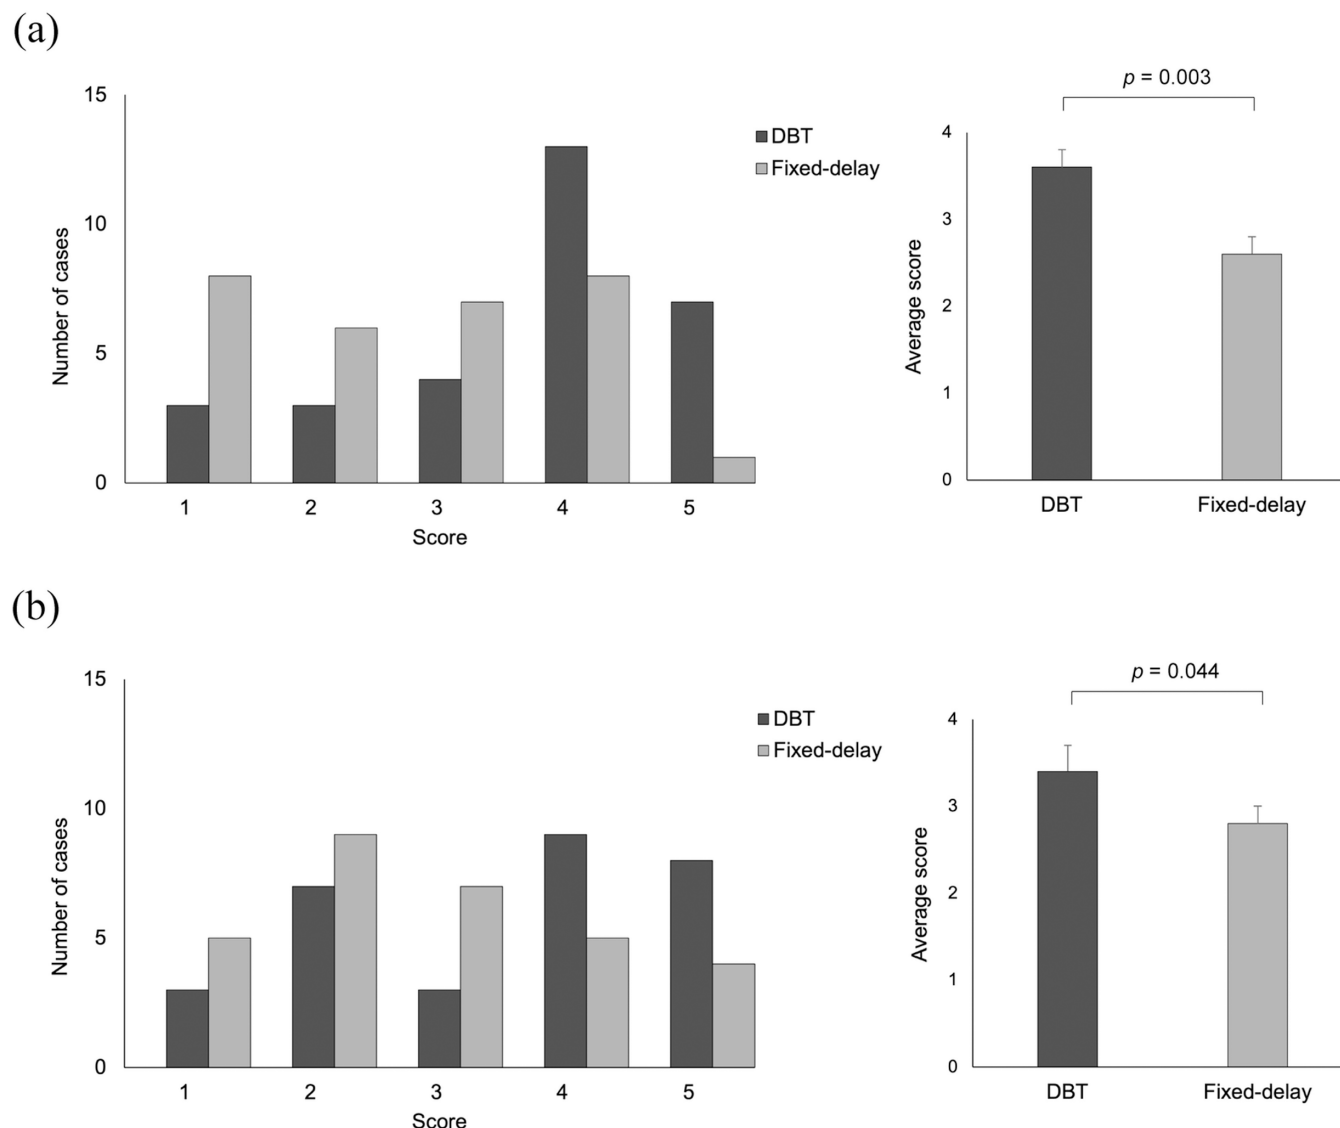 (a)
15
10
5
0
Number of cases
1 2 3 4 5
Score
DBT
Fixed-delay
p = 0.003
4
3
2
1
0
Average score
DBT Fixed-delay
(b)
15
10
5
0
Number of cases
1 2 3 4 5
Score
DBT
Fixed-delay
p = 0.044
4
3
2
1
0
Average score
DBT Fixed-delay